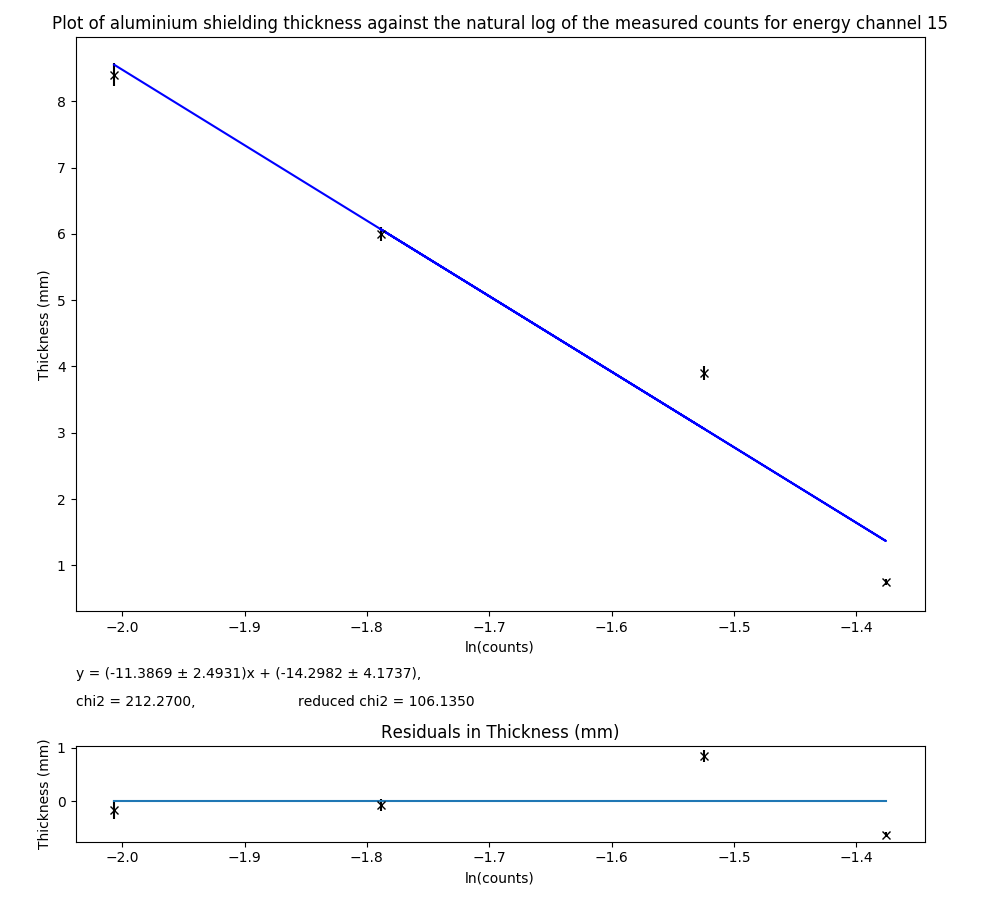 Plot of aluminium shielding thickness against the natural log of the measured counts for energy channel 15
8
7
6
5
4
3
2
1
Thickness (mm)
−2.0 −1.9 −1.8 −1.7 −1.6 −1.5 −1.4
ln(counts)
y = (-11.3869 ± 2.4931)x + (-14.2982 ± 4.1737),
chi2 = 212.2700, reduced chi2 = 106.1350
Residuals in Thickness (mm)
1
0
Thickness (mm)
−2.0 −1.9 −1.8 −1.7 −1.6 −1.5 −1.4
ln(counts)